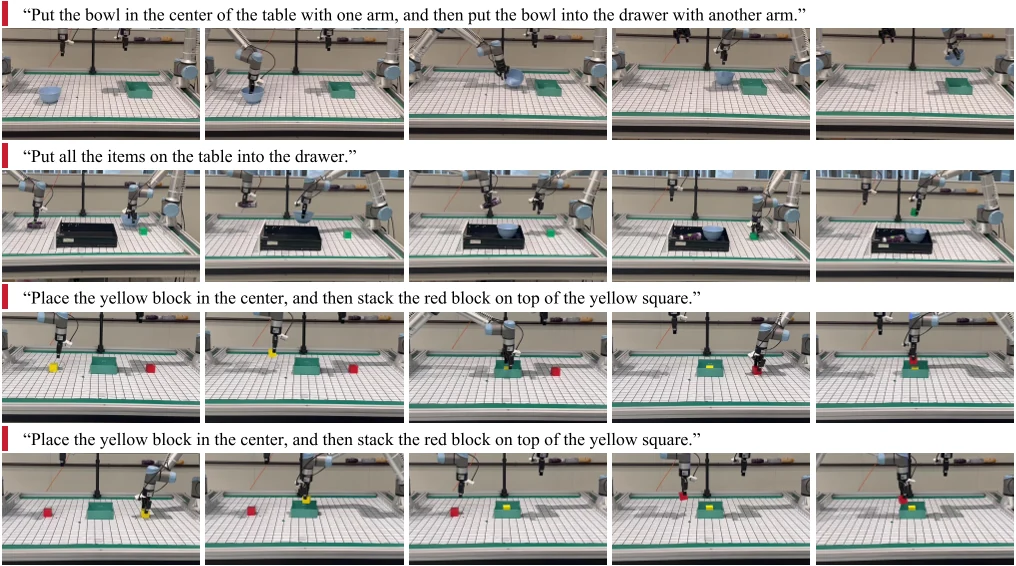 “Put the bowl in the center of the table with one arm, and then put the bowl into the drawer with another arm.”
“Put all the items on the table into the drawer.”
“Place the yellow block in the center, and then stack the red block on top of the yellow square.”
“Place the yellow block in the center, and then stack the red block on top of the yellow square.”